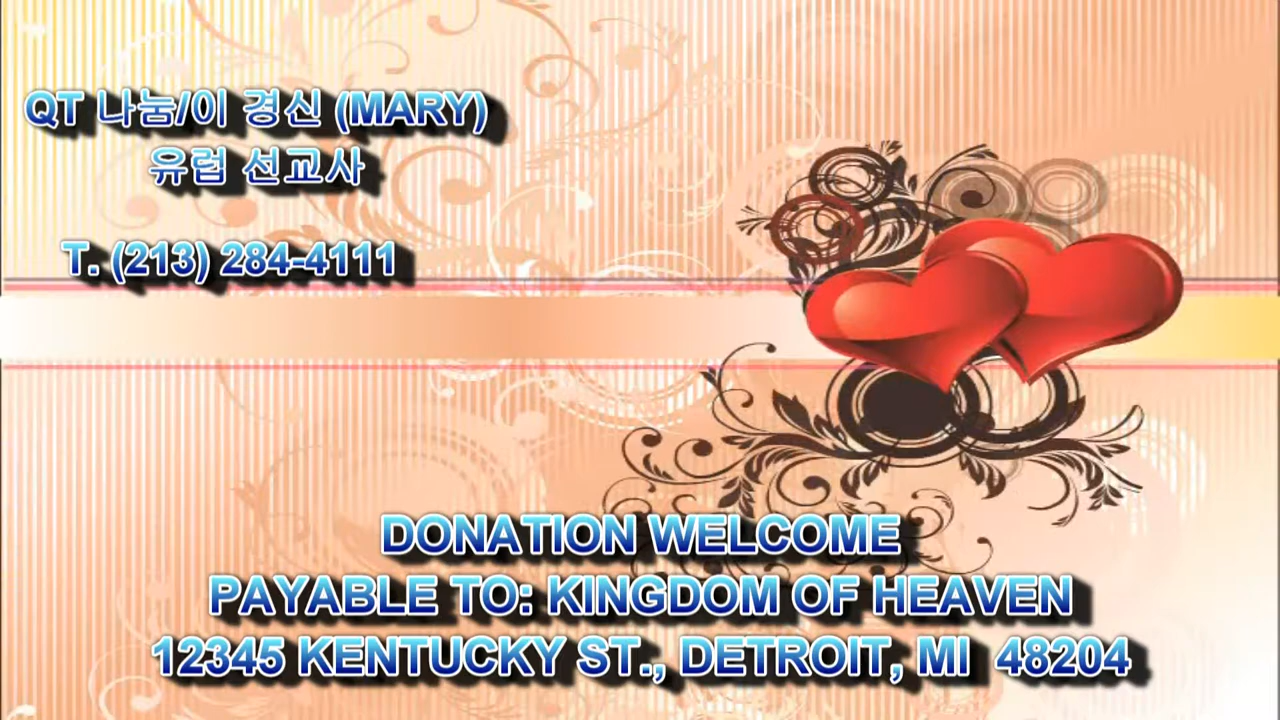 QT 나눔/이 경신 (MARY)
유럽 선교사
T. (213) 284-4111
DONATION WELCOME
PAYABLE TO: KINGDOM OF HEAVEN
12345 KENTUCKY ST., DETROIT, MI  48204